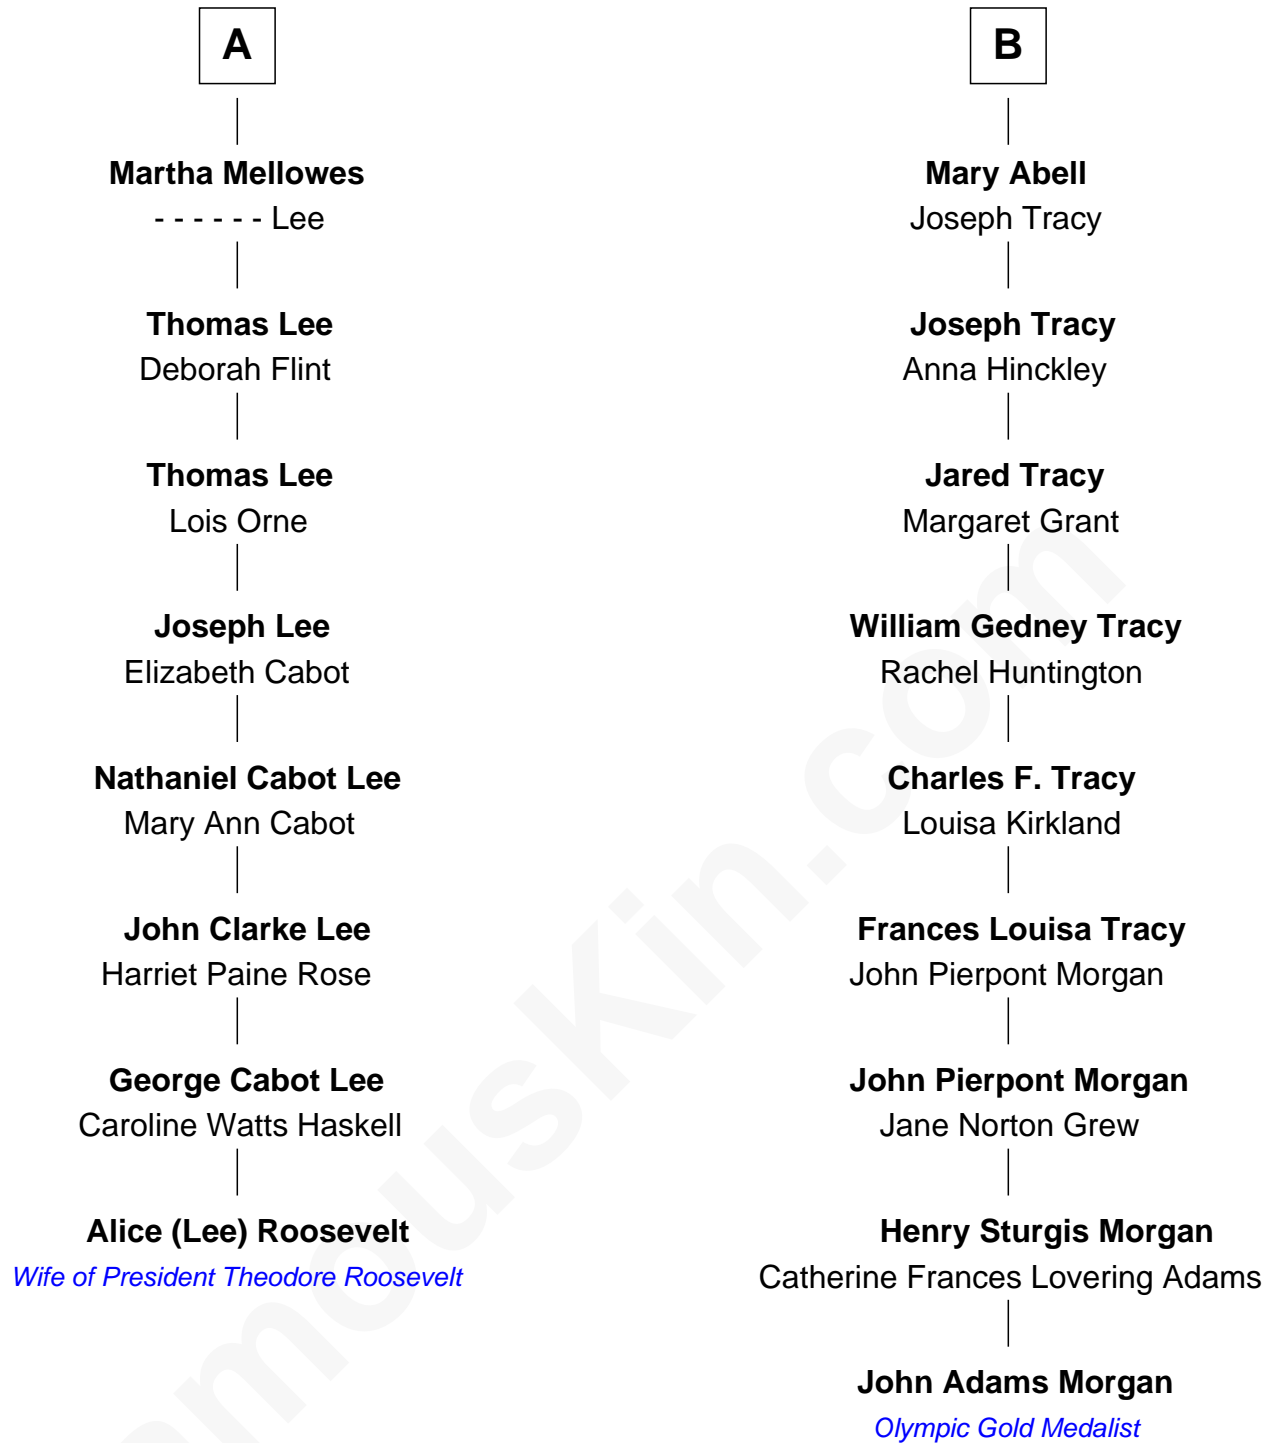 A
Martha Mellowes
- - - - - - Lee
Thomas Lee
Deborah Flint
Thomas Lee
Lois Orne
Joseph Lee
Elizabeth Cabot
Nathaniel Cabot Lee
Mary Ann Cabot
John Clarke Lee
Harriet Paine Rose
George Cabot Lee
Caroline Watts Haskell
Alice (Lee) Roosevelt
Wife of President Theodore Roosevelt
B
Mary Abell
Joseph Tracy
Joseph Tracy
Anna Hinckley
Jared Tracy
Margaret Grant
William Gedney Tracy
Rachel Huntington
Charles F. Tracy
Louisa Kirkland
Frances Louisa Tracy
John Pierpont Morgan
John Pierpont Morgan
Jane Norton Grew
Henry Sturgis Morgan
Catherine Frances Lovering Adams
John Adams Morgan
Olympic Gold Medalist
amousKin.com